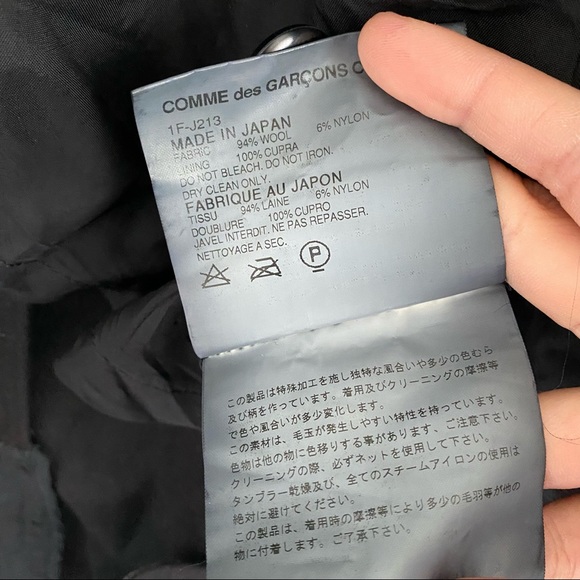 COMME des GARÇONS
1F-J213
MADE IN JAPAN
FABRIC 94% WOOL 6% NYLON
LINING 100% CUPRA
DO NOT BLEACH. DO NOT IRON.
DRY CLEAN ONLY.
FABRIQUE AU JAPON
TISSU 94% LAINE 6% NYLON
DOUBLURE 100% CUPRO
JAVEL INTERDIT. NE PAS REPASSER.
NETTOYAGE A SEC.
P
この製品は特殊加工を施し独特な風合いや多少の色むら
及び柄を作っています。着用及びクリーニングの摩擦等
で色や風合いが多少変化します。
この素材は、毛玉が発生しやすい特性を持っています。
色物は他の物に色移りする事があります、ご注意下さい。
クリーニングの際、必ずネットを使用して下さい。
タンブラー乾燥及び、全てのスチームアイロンの使用は
絶対に避けてください。
この製品は、着用時の摩擦等により多少の毛羽等が他の
物に付着します。ご了承下さい。